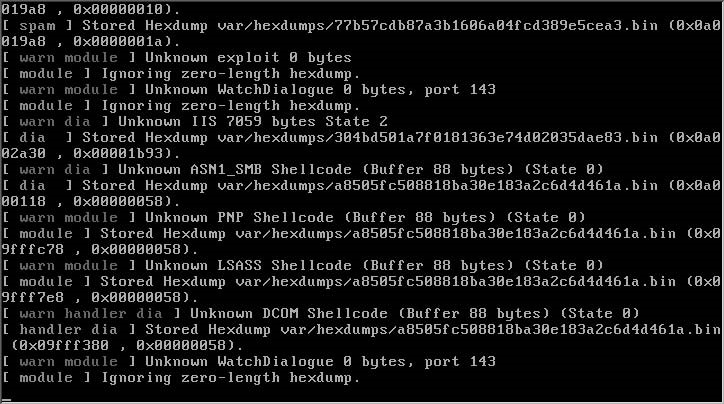 019a8 , 0x00000010).
[ spam ] Stored Hexdump var/hexdumps/77b57cdb87a3b1606a04fcd389e5cea3.bin (0x0a0
019a8 , 0x0000001a).
[ warn module ] Unknown exploit 0 bytes
[ module ] Ignoring zero-length hexdump.
[ warn module ] Unknown WatchDialogue 0 bytes, port 143
[ module ] Ignoring zero-length hexdump.
[ warn dia ] Unknown IIS 7059 bytes State 2
[ dia  ] Stored Hexdump var/hexdumps/304bd501a7f0181363e74d02035dae83.bin (0x0a0
02a30 , 0x00001b93).
[ warn dia ] Unknown ASN1_SMB Shellcode (Buffer 88 bytes) (State 0)
[ dia  ] Stored Hexdump var/hexdumps/a8505fc508818ba30e183a2c6d4d461a.bin (0x0a0
00118 , 0x00000058).
[ warn module ] Unknown PNP Shellcode (Buffer 88 bytes) (State 0)
[ module ] Stored Hexdump var/hexdumps/a8505fc508818ba30e183a2c6d4d461a.bin (0x0
9fffc78 , 0x00000058).
[ warn module ] Unknown LSASS Shellcode (Buffer 88 bytes) (State 0)
[ module ] Stored Hexdump var/hexdumps/a8505fc508818ba30e183a2c6d4d461a.bin (0x0
9fff7e8 , 0x00000058).
[ warn handler dia ] Unknown DCOM Shellcode (Buffer 88 bytes) (State 0)
[ handler dia ] Stored Hexdump var/hexdumps/a8505fc508818ba30e183a2c6d4d461a.bin
 (0x09fff380 , 0x00000058).
[ warn module ] Unknown WatchDialogue 0 bytes, port 143
[ module ] Ignoring zero-length hexdump.